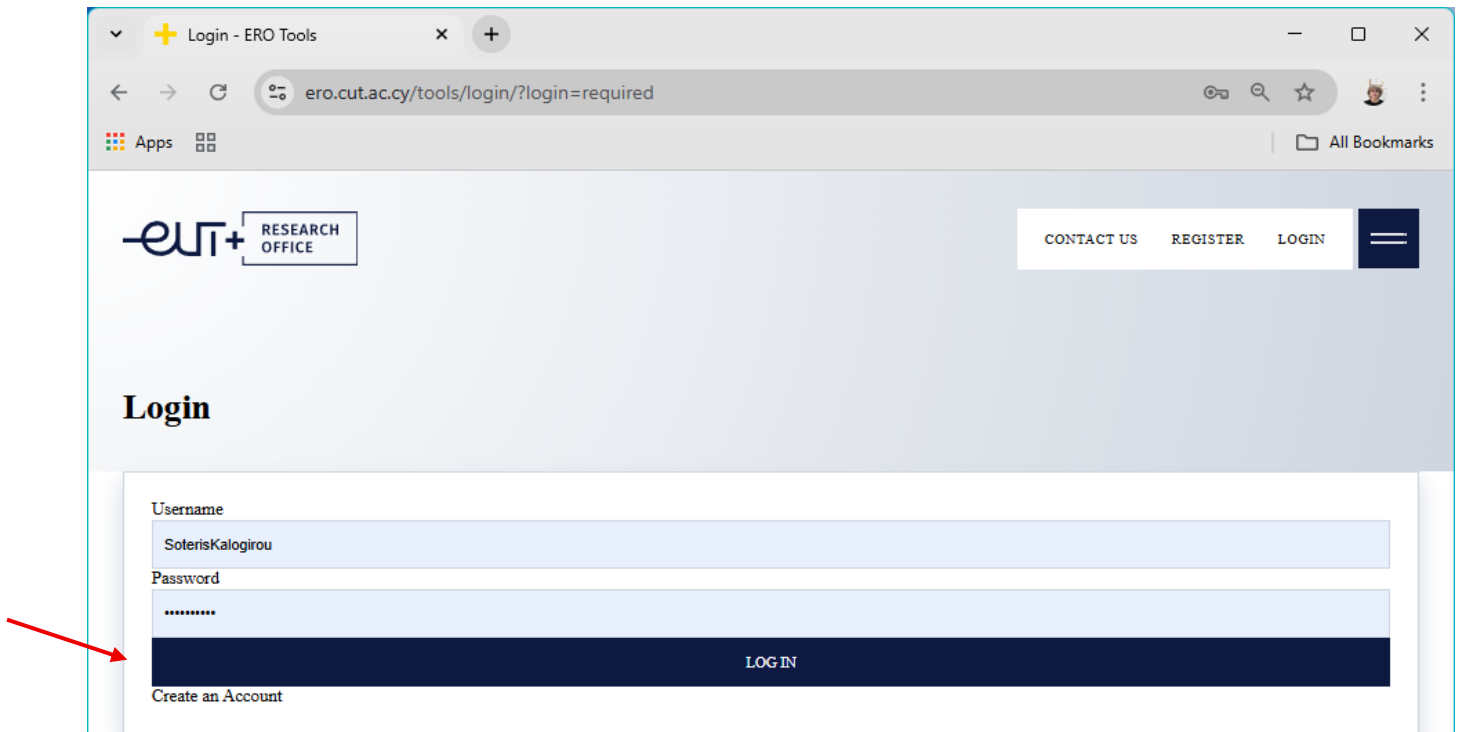 Login - ERO Tools
ero.cut.ac.cy/tools/login/?login=required
Apps
All Bookmarks
eut+ RESEARCH OFFICE
CONTACT US REGISTER LOGIN
Login
Username
SoterisKalogirou
Password
••••••••••
LOG IN
Create an Account